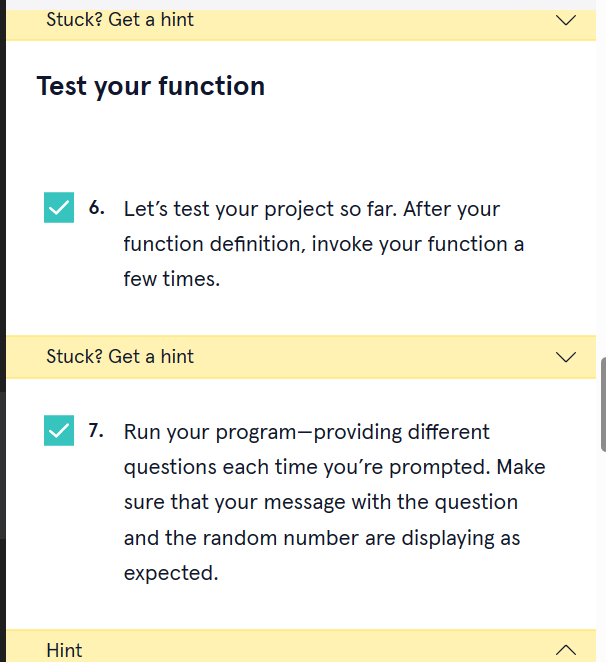 Stuck? Get a hint
Test your function
6. Let’s test your project so far. After your
function definition, invoke your function a
few times.
Stuck? Get a hint
7. Run your program—providing different
questions each time you’re prompted. Make
sure that your message with the question
and the random number are displaying as
expected.
Hint